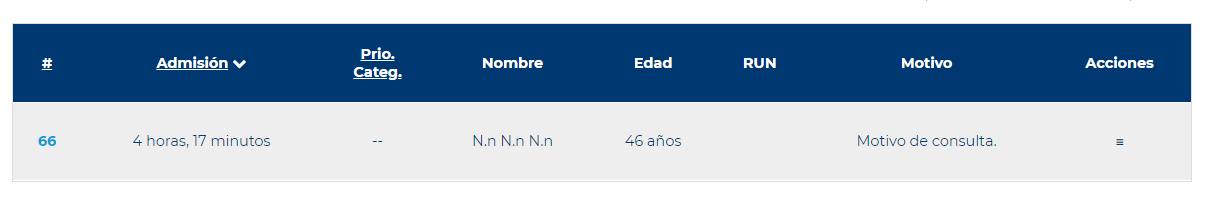 # Admisión Prio. Categ. Nombre Edad RUN Motivo Acciones
66 4 horas, 17 minutos -- N.n N.n N.n 46 años Motivo de consulta. ≡